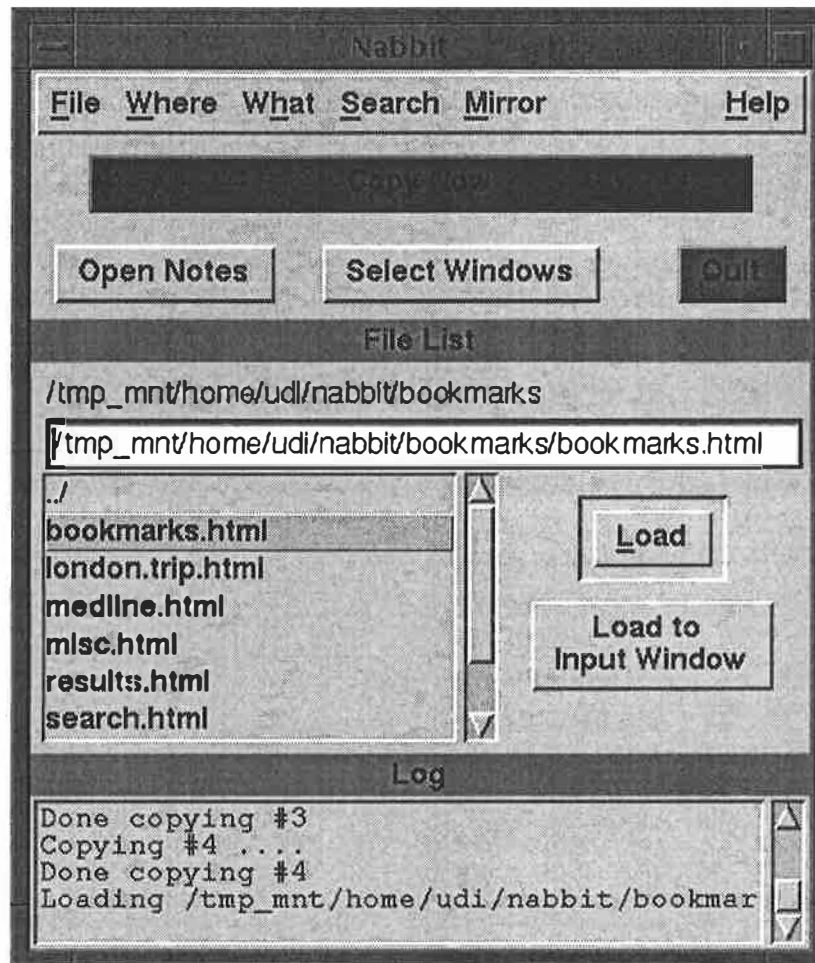 Nabbit
File Where What Search Mirror Help
Copy Now
Open Notes Select Windows Quit
File List
/tmp_mnt/home/udi/nabbit/bookmarks
/tmp_mnt/home/udi/nabbit/bookmarks/bookmarks.html
../
bookmarks.html
london.trip.html
medline.html
misc.html
results.html
search.html
Load
Load to
Input Window
Log
Done copying #3
Copying #4 ....
Done copying #4
Loading /tmp_mnt/home/udi/nabbit/bookmar